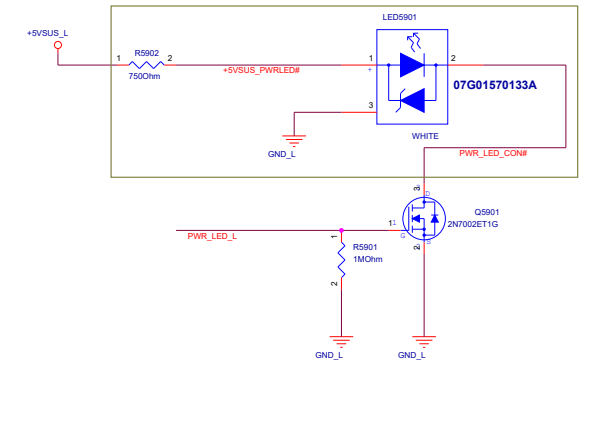 LED5901
+5VSUS_L
1 R5902 2
750Ohm
+5VSUS_PWRLED#
1
+
2
07G01570133A
3
WHITE
GND_L
PWR_LED_CON#
3
D
Q5901
2N7002ET1G
1 1
G
S
2
PWR_LED_L
1
R5901
1MOhm
2
GND_L
GND_L